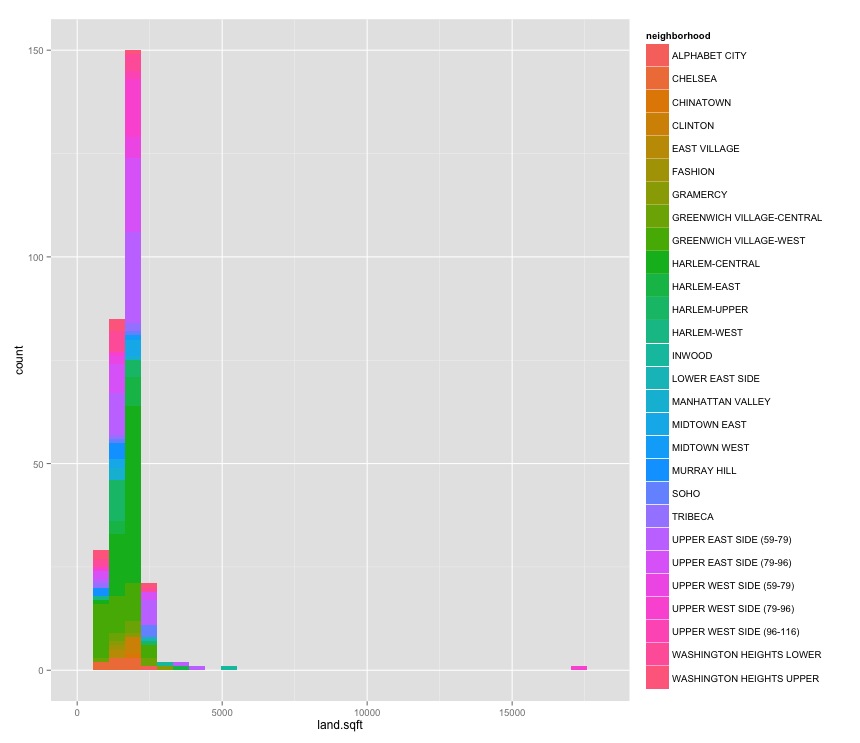 150
100
50
0
count
0 5000 10000 15000
land.sqft
neighborhood
ALPHABET CITY
CHELSEA
CHINATOWN
CLINTON
EAST VILLAGE
FASHION
GRAMERCY
GREENWICH VILLAGE-CENTRAL
GREENWICH VILLAGE-WEST
HARLEM-CENTRAL
HARLEM-EAST
HARLEM-UPPER
HARLEM-WEST
INWOOD
LOWER EAST SIDE
MANHATTAN VALLEY
MIDTOWN EAST
MIDTOWN WEST
MURRAY HILL
SOHO
TRIBECA
UPPER EAST SIDE (59-79)
UPPER EAST SIDE (79-96)
UPPER WEST SIDE (59-79)
UPPER WEST SIDE (79-96)
UPPER WEST SIDE (96-116)
WASHINGTON HEIGHTS LOWER
WASHINGTON HEIGHTS UPPER